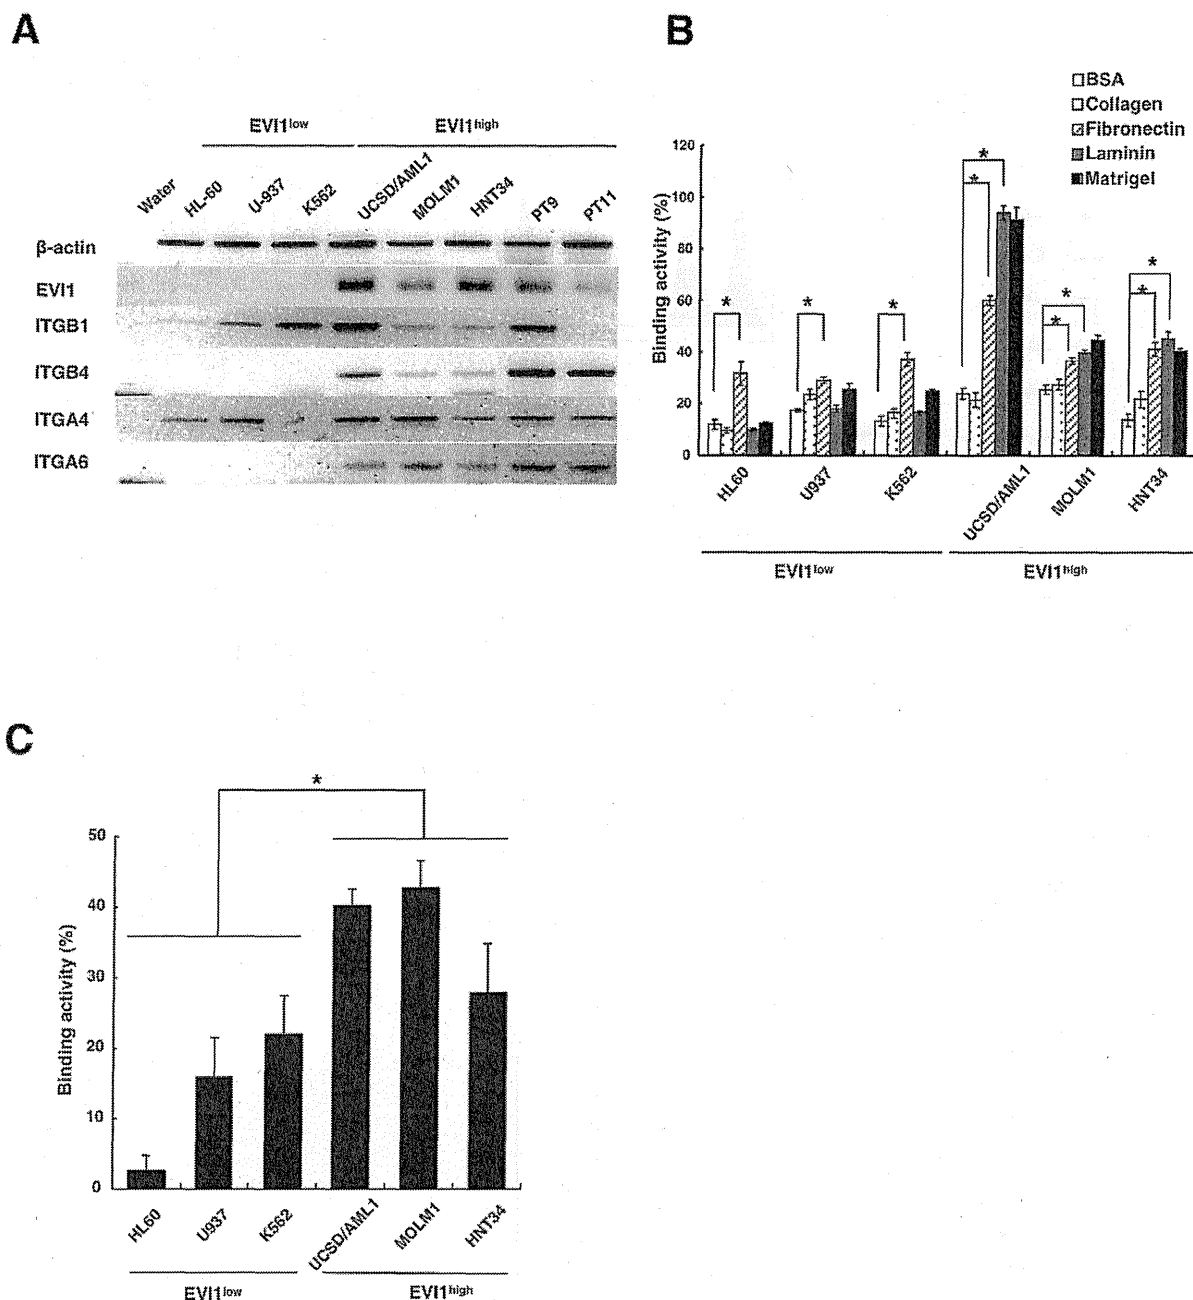 A
EVI1low EVI1high
Water HL-60 U-937 K562 UCSD/AML1 MOLM1 HNT34 PT9 PT11
β-actin
EVI1
ITGB1
ITGB4
ITGA4
ITGA6
B
BSA
Collagen
Fibronectin
Laminin
Matrigel
Binding activity (%)
120
100
80
60
40
20
0
* * * * * * * * *
HL60 U937 K562 UCSD/AML1 MOLM1 HNT34
EVI1low EVI1high
C
*
Binding activity (%)
50
40
30
20
10
0
HL60 U937 K562 UCSD/AML1 MOLM1 HNT34
EVI1low EVI1high